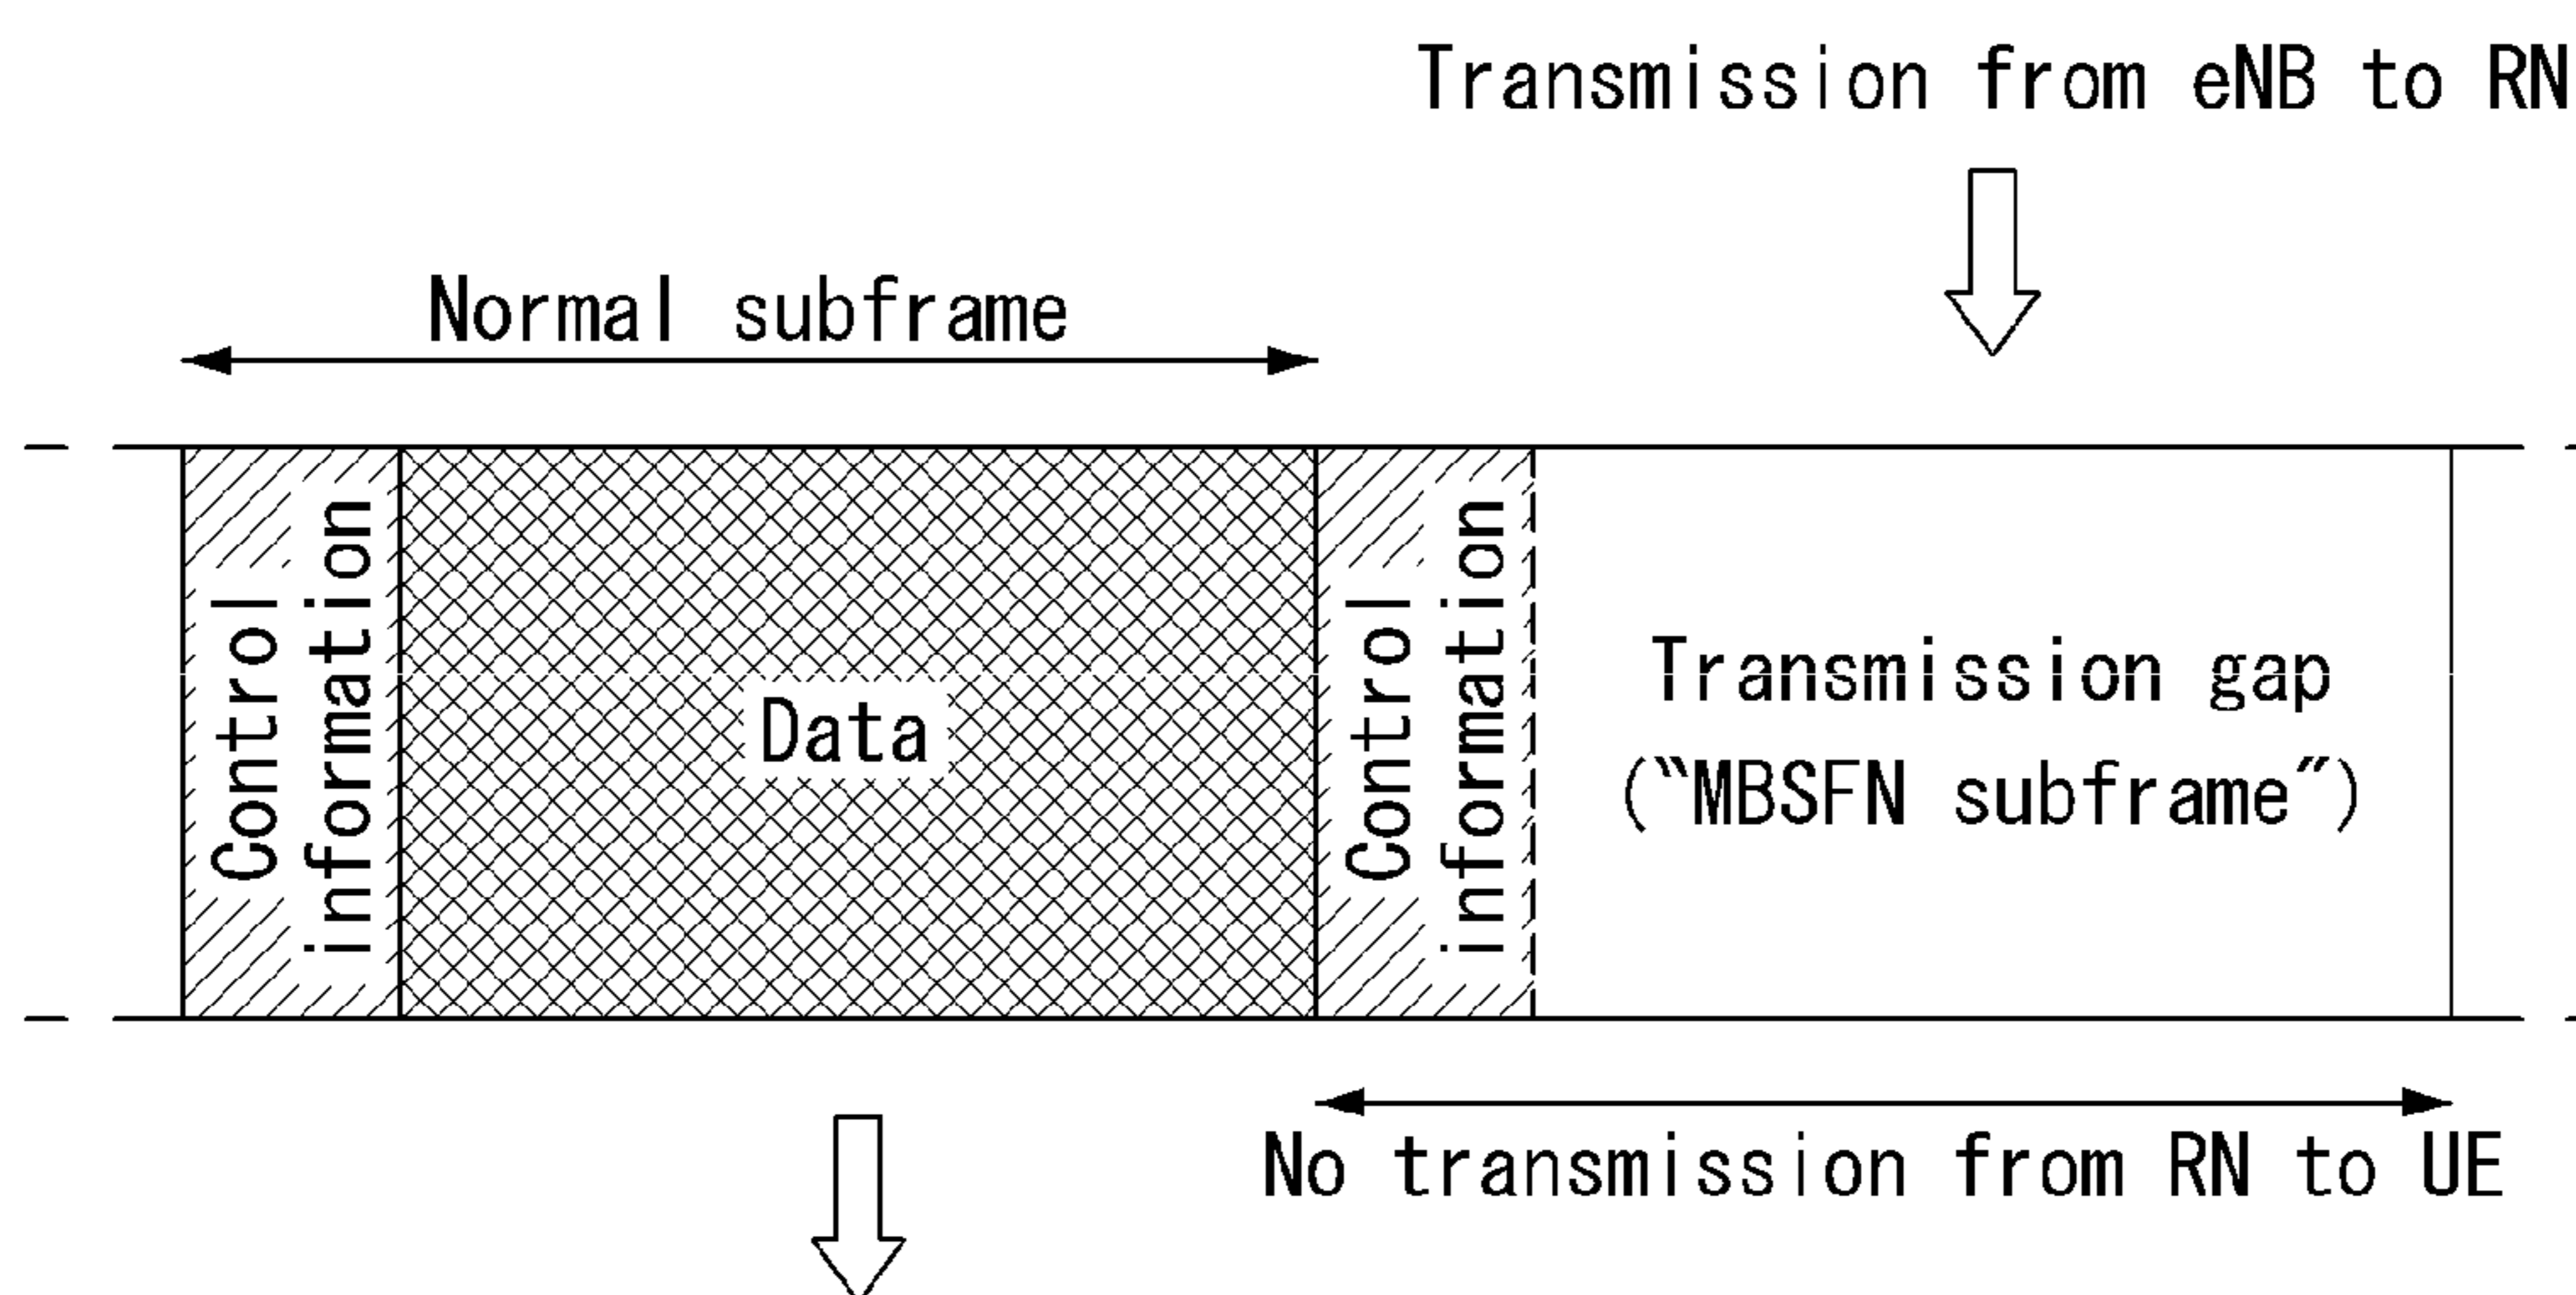 Transmission from eNB to RN
Normal subframe
Control
information
Data
Control
information
Transmission gap
(“MBSFN subframe”)
No transmission from RN to UE